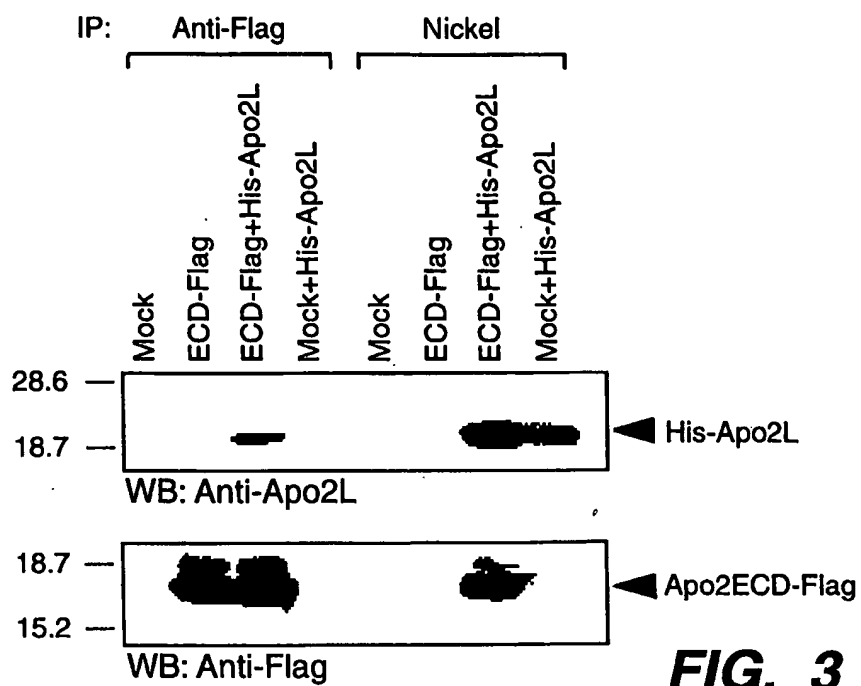 IP: Anti-Flag Nickel
Mock
ECD-Flag
ECD-Flag+His-Apo2L
Mock+His-Apo2L
Mock
ECD-Flag
ECD-Flag+His-Apo2L
Mock+His-Apo2L
28.6
18.7
His-Apo2L
WB: Anti-Apo2L
18.7
15.2
Apo2ECD-Flag
WB: Anti-Flag
FIG. 3